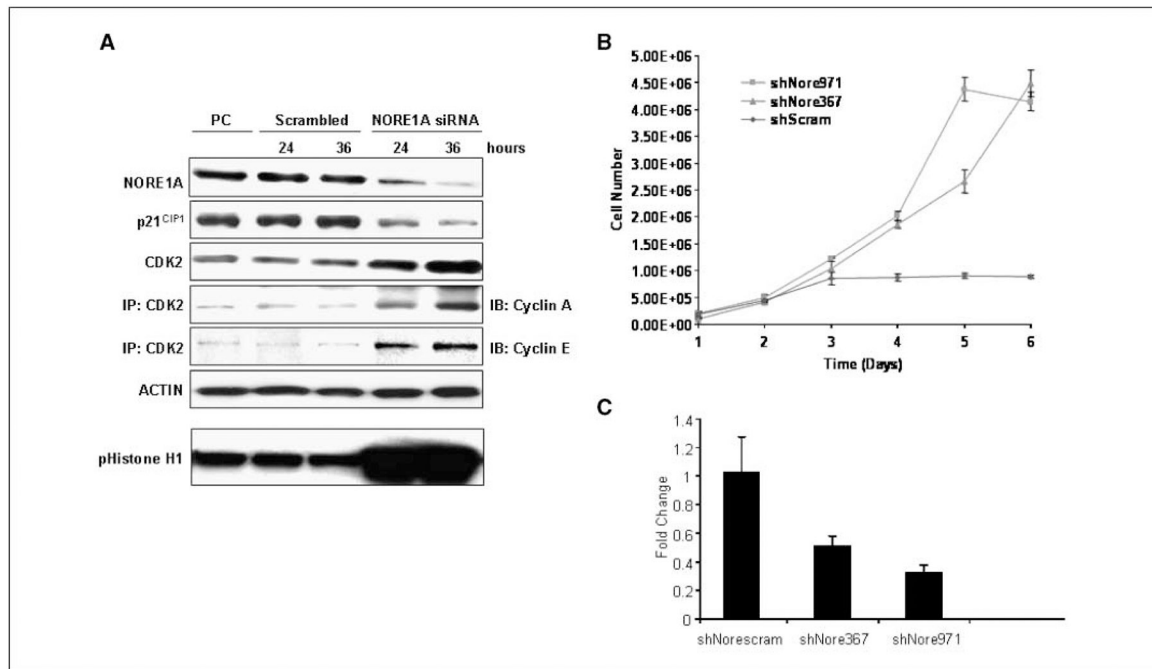 A
PC Scrambled NORE1A siRNA
24 36 24 36 hours
NORE1A
p21CIP1
CDK2
IP: CDK2 IB: Cyclin A
IP: CDK2 IB: Cyclin E
ACTIN
pHistone H1
B
5.00E+06
4.50E+06
4.00E+06
3.50E+06
3.00E+06
2.50E+06
2.00E+06
1.50E+06
1.00E+06
5.00E+05
0.00E+00
Cell Number
shNore971
shNore367
shScram
1 2 3 4 5 6
Time (Days)
C
1.4
1.2
1
0.8
0.6
0.4
0.2
0
Fold Change
shNorescram shNore367 shNore971